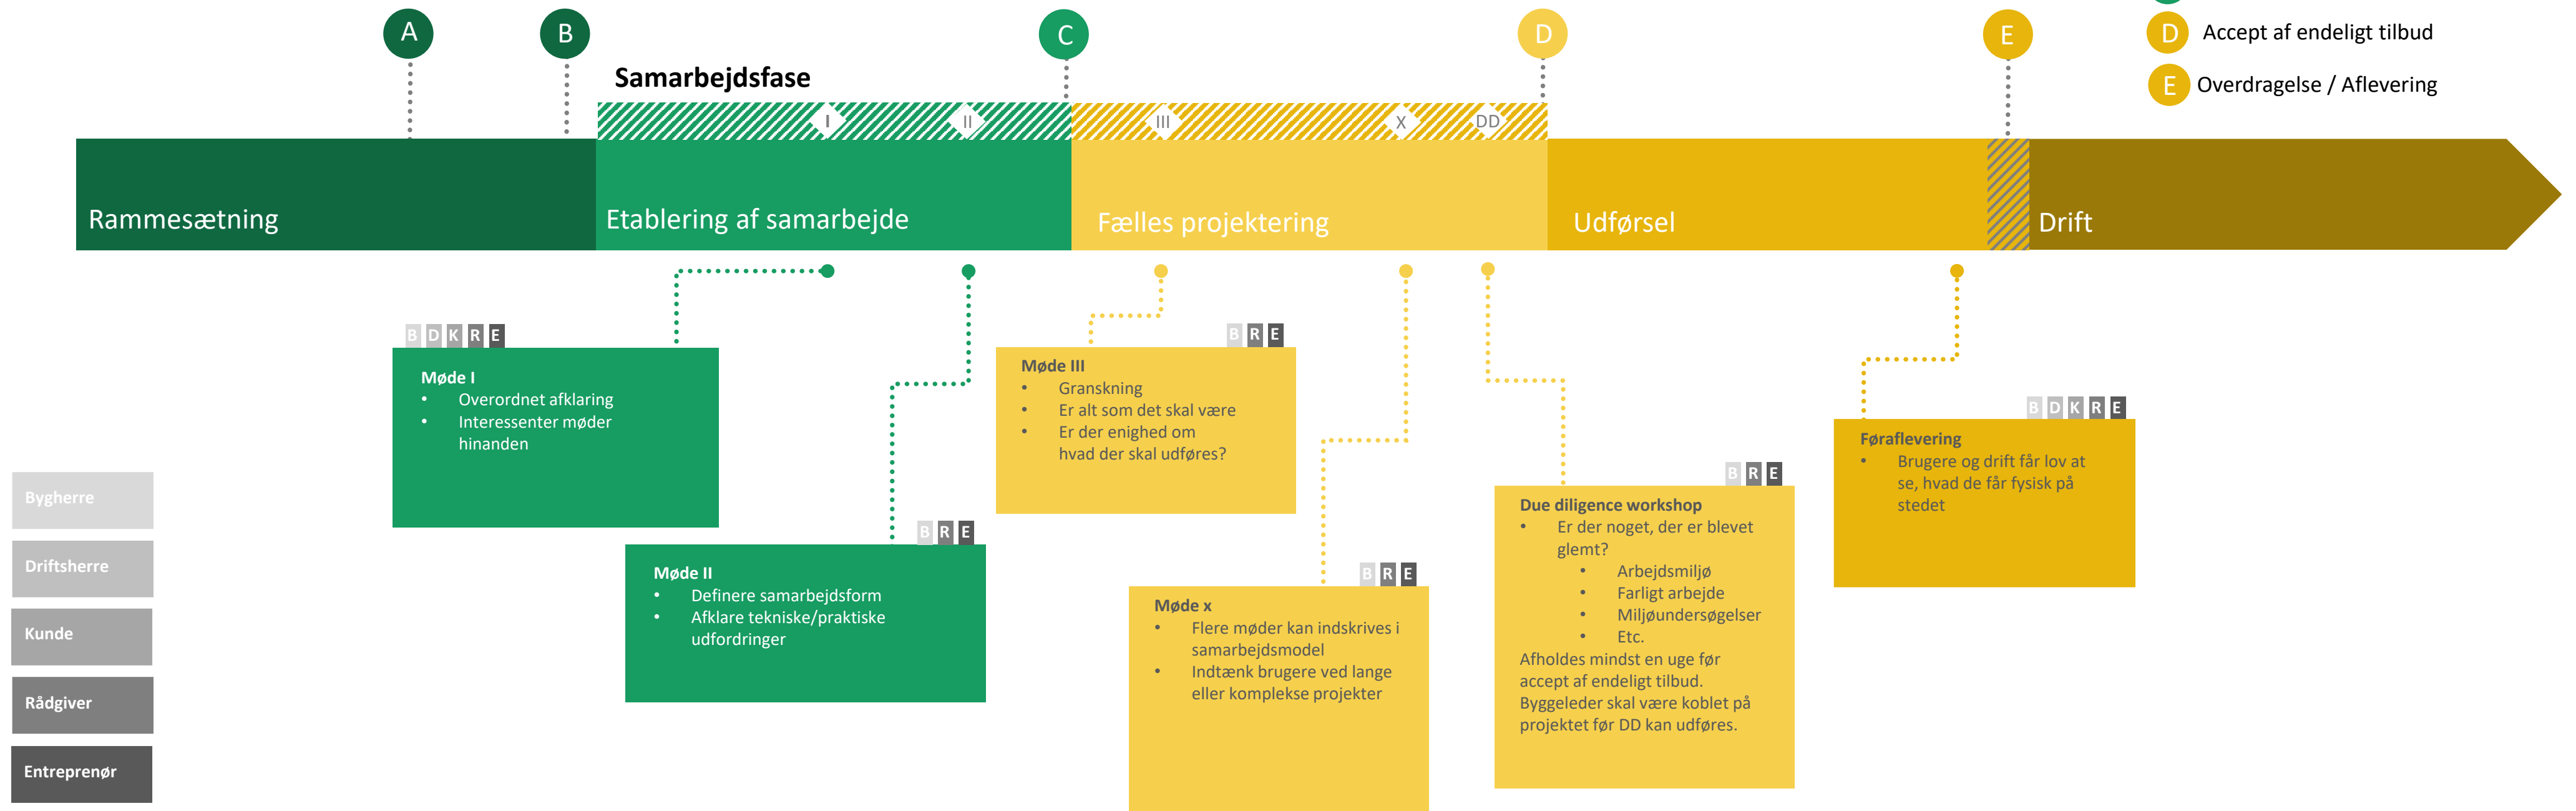 A
B
C
D
E
D Accept af endeligt tilbud
E Overdragelse / Aflevering
Samarbejdsfase
I
II
III
X
DD
Rammesætning
Etablering af samarbejde
Fælles projektering
Udførsel
Drift
B D K R E
Møde I
• Overordnet afklaring
• Interessenter møder
hinanden
B R E
Møde II
• Definere samarbejdsform
• Afklare tekniske/praktiske
udfordringer
B R E
Møde III
• Granskning
• Er alt som det skal være
• Er der enighed om
hvad der skal udføres?
B R E
Møde x
• Flere møder kan indskrives i
samarbejdsmodel
• Indtænk brugere ved lange
eller komplekse projekter
B R E
Due diligence workshop
• Er der noget, der er blevet
glemt?
• Arbejdsmiljø
• Farligt arbejde
• Miljøundersøgelser
• Etc.
Afholdes mindst en uge før
accept af endeligt tilbud.
Byggeleder skal være koblet på
projektet før DD kan udføres.
B D K R E
Føraflevering
• Brugere og drift får lov at
se, hvad de får fysisk på
stedet
Bygherre
Driftsherre
Kunde
Rådgiver
Entreprenør